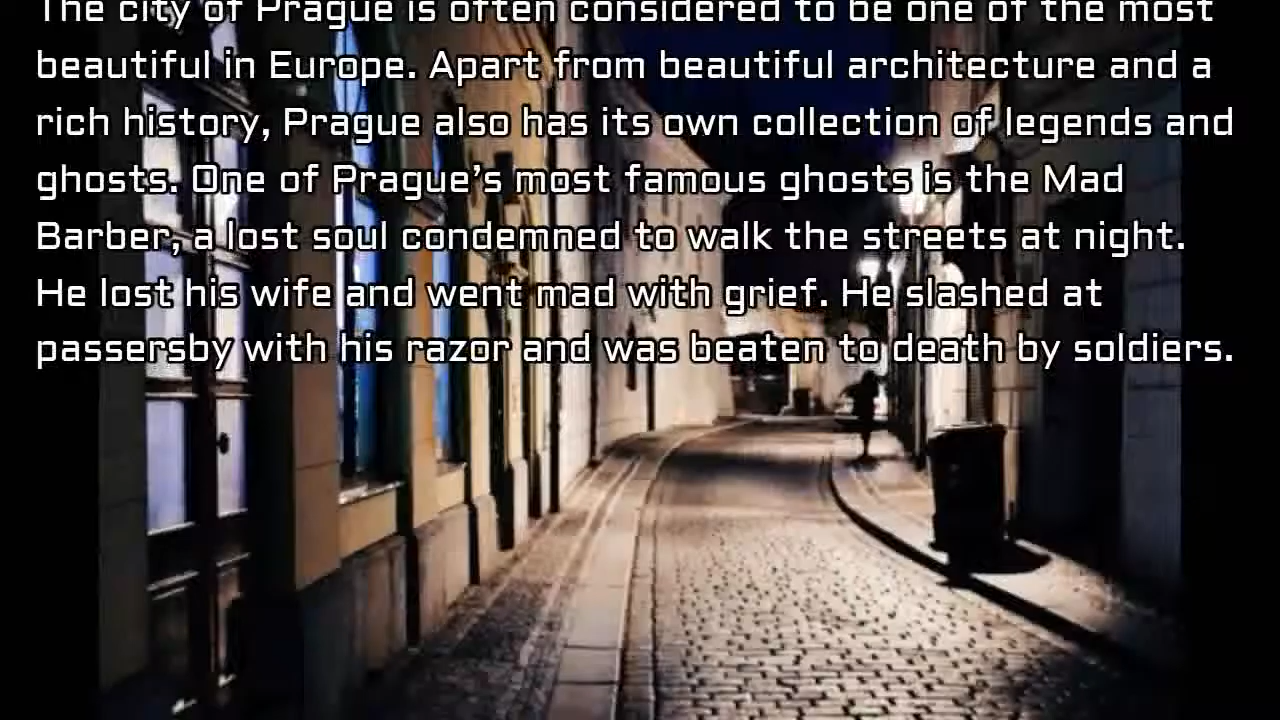 The city of Prague is often considered to be one of the most
beautiful in Europe. Apart from beautiful architecture and a
rich history, Prague also has its own collection of legends and
ghosts. One of Prague’s most famous ghosts is the Mad
Barber, a lost soul condemned to walk the streets at night.
He lost his wife and went mad with grief. He slashed at
passersby with his razor and was beaten to death by soldiers.